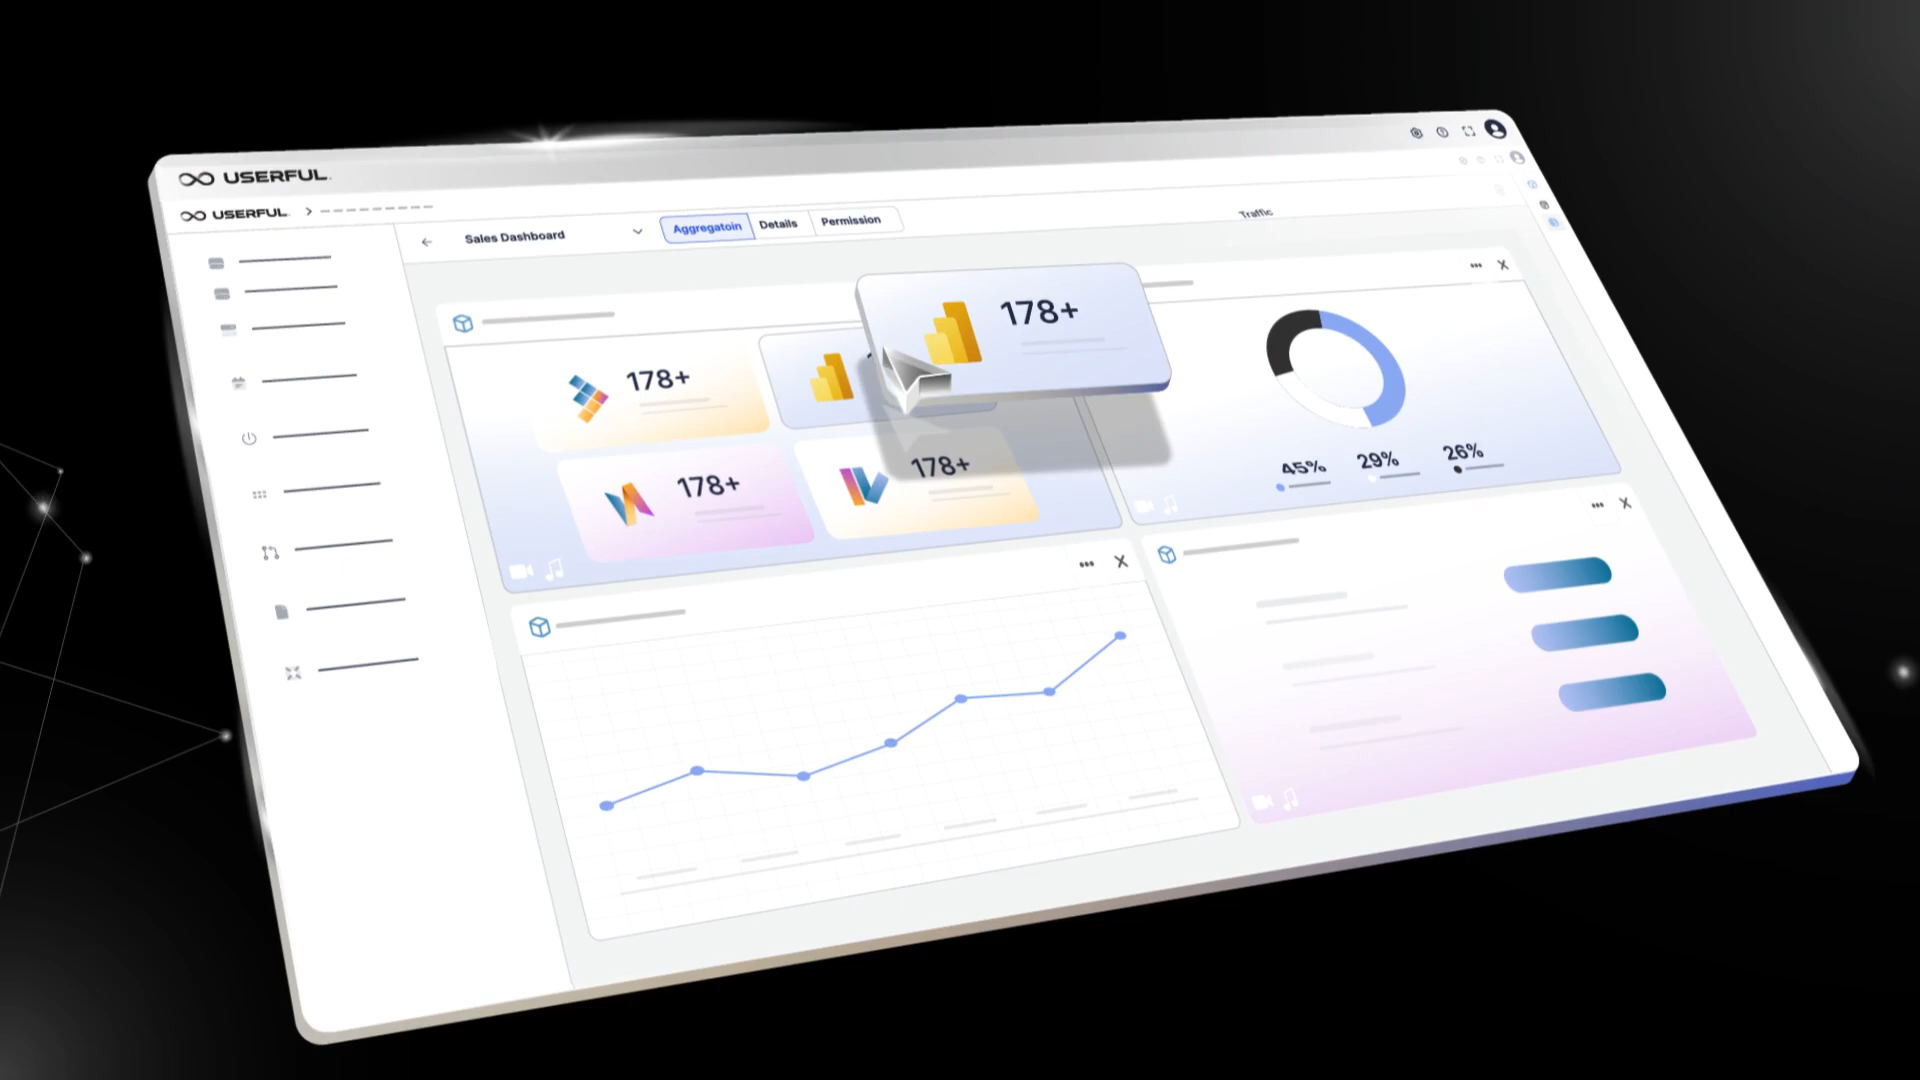 USERFUL
USERFUL
Sales Dashboard
Aggregatoin
Details
Permission
Traffic
178+
178+
178+
178+
45%
29%
26%